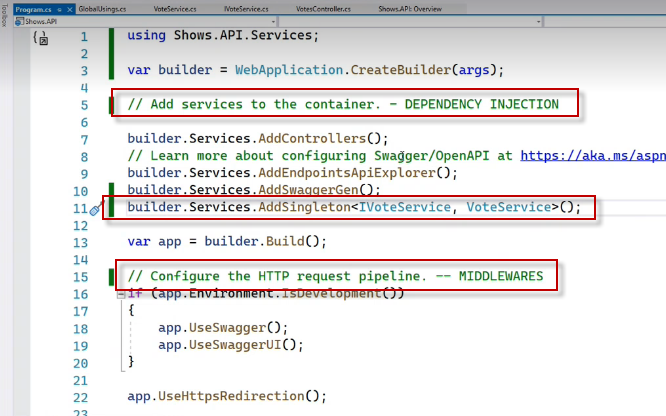 Toolbox
Program.cs
GlobalUsings.cs
VoteService.cs
IVoteService.cs
VotesController.cs
Shows.API: Overview
Shows.API
1 using Shows.API.Services;
2
3 var builder = WebApplication.CreateBuilder(args);
4
5 // Add services to the container. - DEPENDENCY INJECTION
6
7 builder.Services.AddControllers();
8 // Learn more about configuring Swagger/OpenAPI at https://aka.ms/aspn
9 builder.Services.AddEndpointsApiExplorer();
10 builder.Services.AddSwaggerGen();
11 builder.Services.AddSingleton<IVoteService, VoteService>();
12
13 var app = builder.Build();
14
15 // Configure the HTTP request pipeline. -- MIDDLEWARES
16 if (app.Environment.IsDevelopment())
17 {
18 app.UseSwagger();
19 app.UseSwaggerUI();
20 }
21
22 app.UseHttpsRedirection();
23